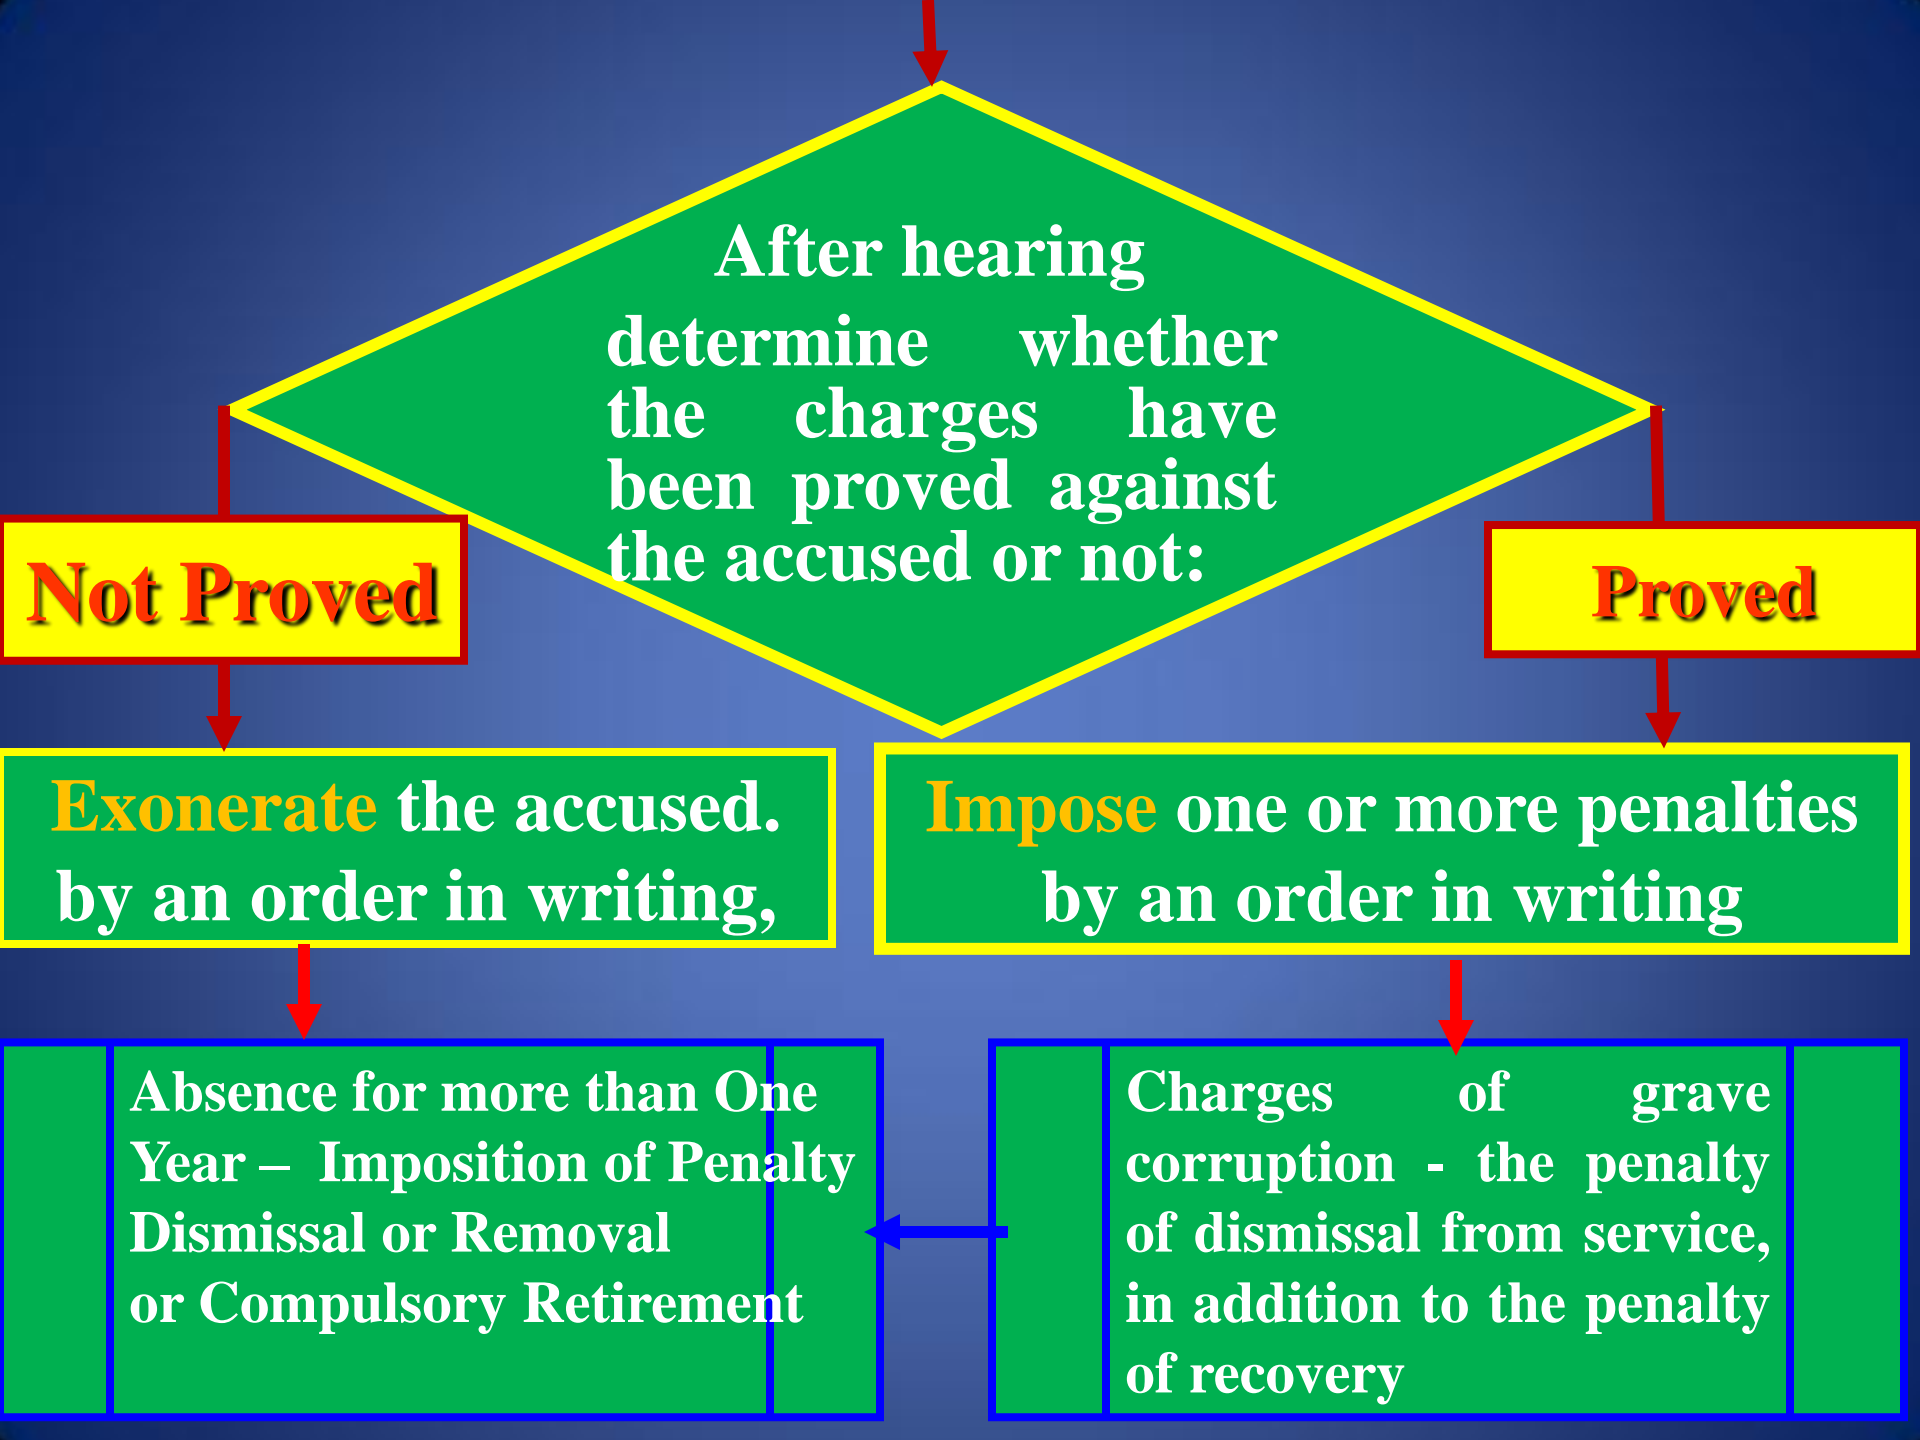 After hearing
determine whether
the charges have
been proved against
the accused or not:
Not Proved
Proved
Exonerate the accused.
by an order in writing,
Impose one or more penalties
by an order in writing
Absence for more than One
Year – Imposition of Penalty
Dismissal or Removal
or Compulsory Retirement
Charges of grave
corruption - the penalty
of dismissal from service,
in addition to the penalty
of recovery